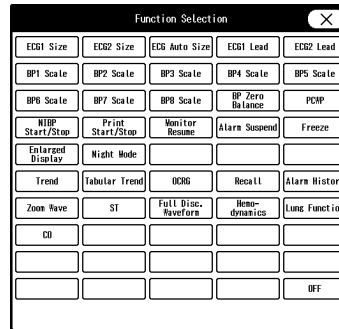 Function Selection
ECG1 Size ECG2 Size ECG Auto Size ECG1 Lead ECG2 Lead
BP1 Scale BP2 Scale BP3 Scale BP4 Scale BP5 Scale
BP6 Scale BP7 Scale BP8 Scale BP Zero Balance PCWP
NIBP Start/Stop Print Start/Stop Monitor Resume Alarm Suspend Freeze
Enlarged Display Night Mode
Trend Tabular Trend OCRG Recall Alarm Histor
Zoom Wave ST Full Disc. Waveform Hemo-dynamics Lung Functio
CO
OFF